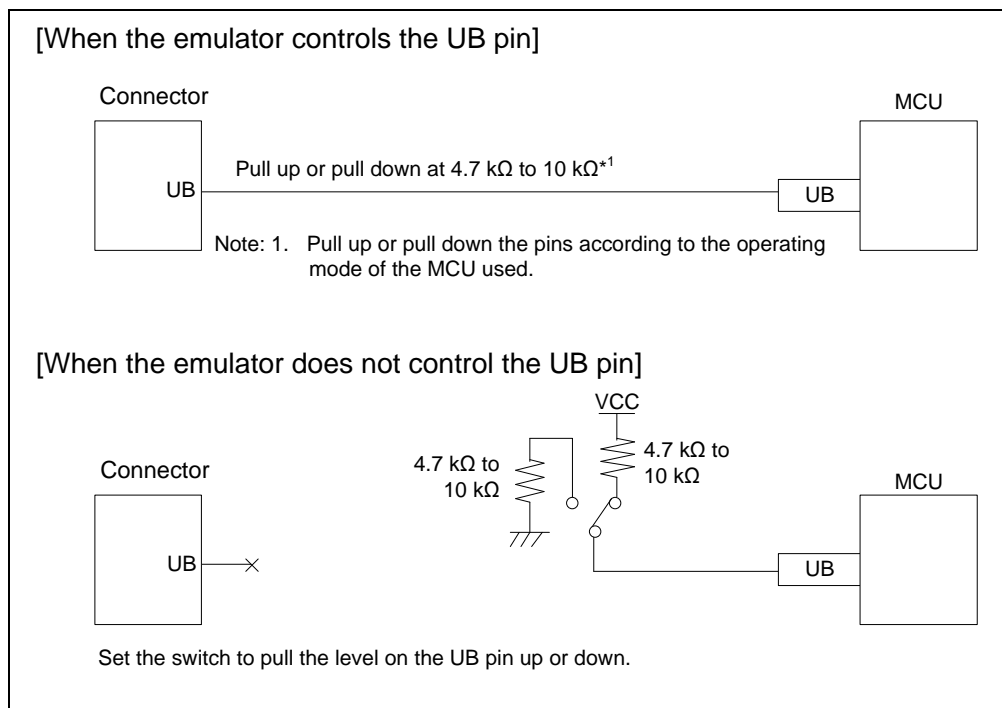 [When the emulator controls the UB pin]
Connector
MCU
Pull up or pull down at 4.7 kΩ to 10 kΩ*1
UB
UB
Note: 1. Pull up or pull down the pins according to the operating
mode of the MCU used.
[When the emulator does not control the UB pin]
VCC
4.7 kΩ to
10 kΩ
4.7 kΩ to
10 kΩ
Connector
MCU
UB
UB
Set the switch to pull the level on the UB pin up or down.